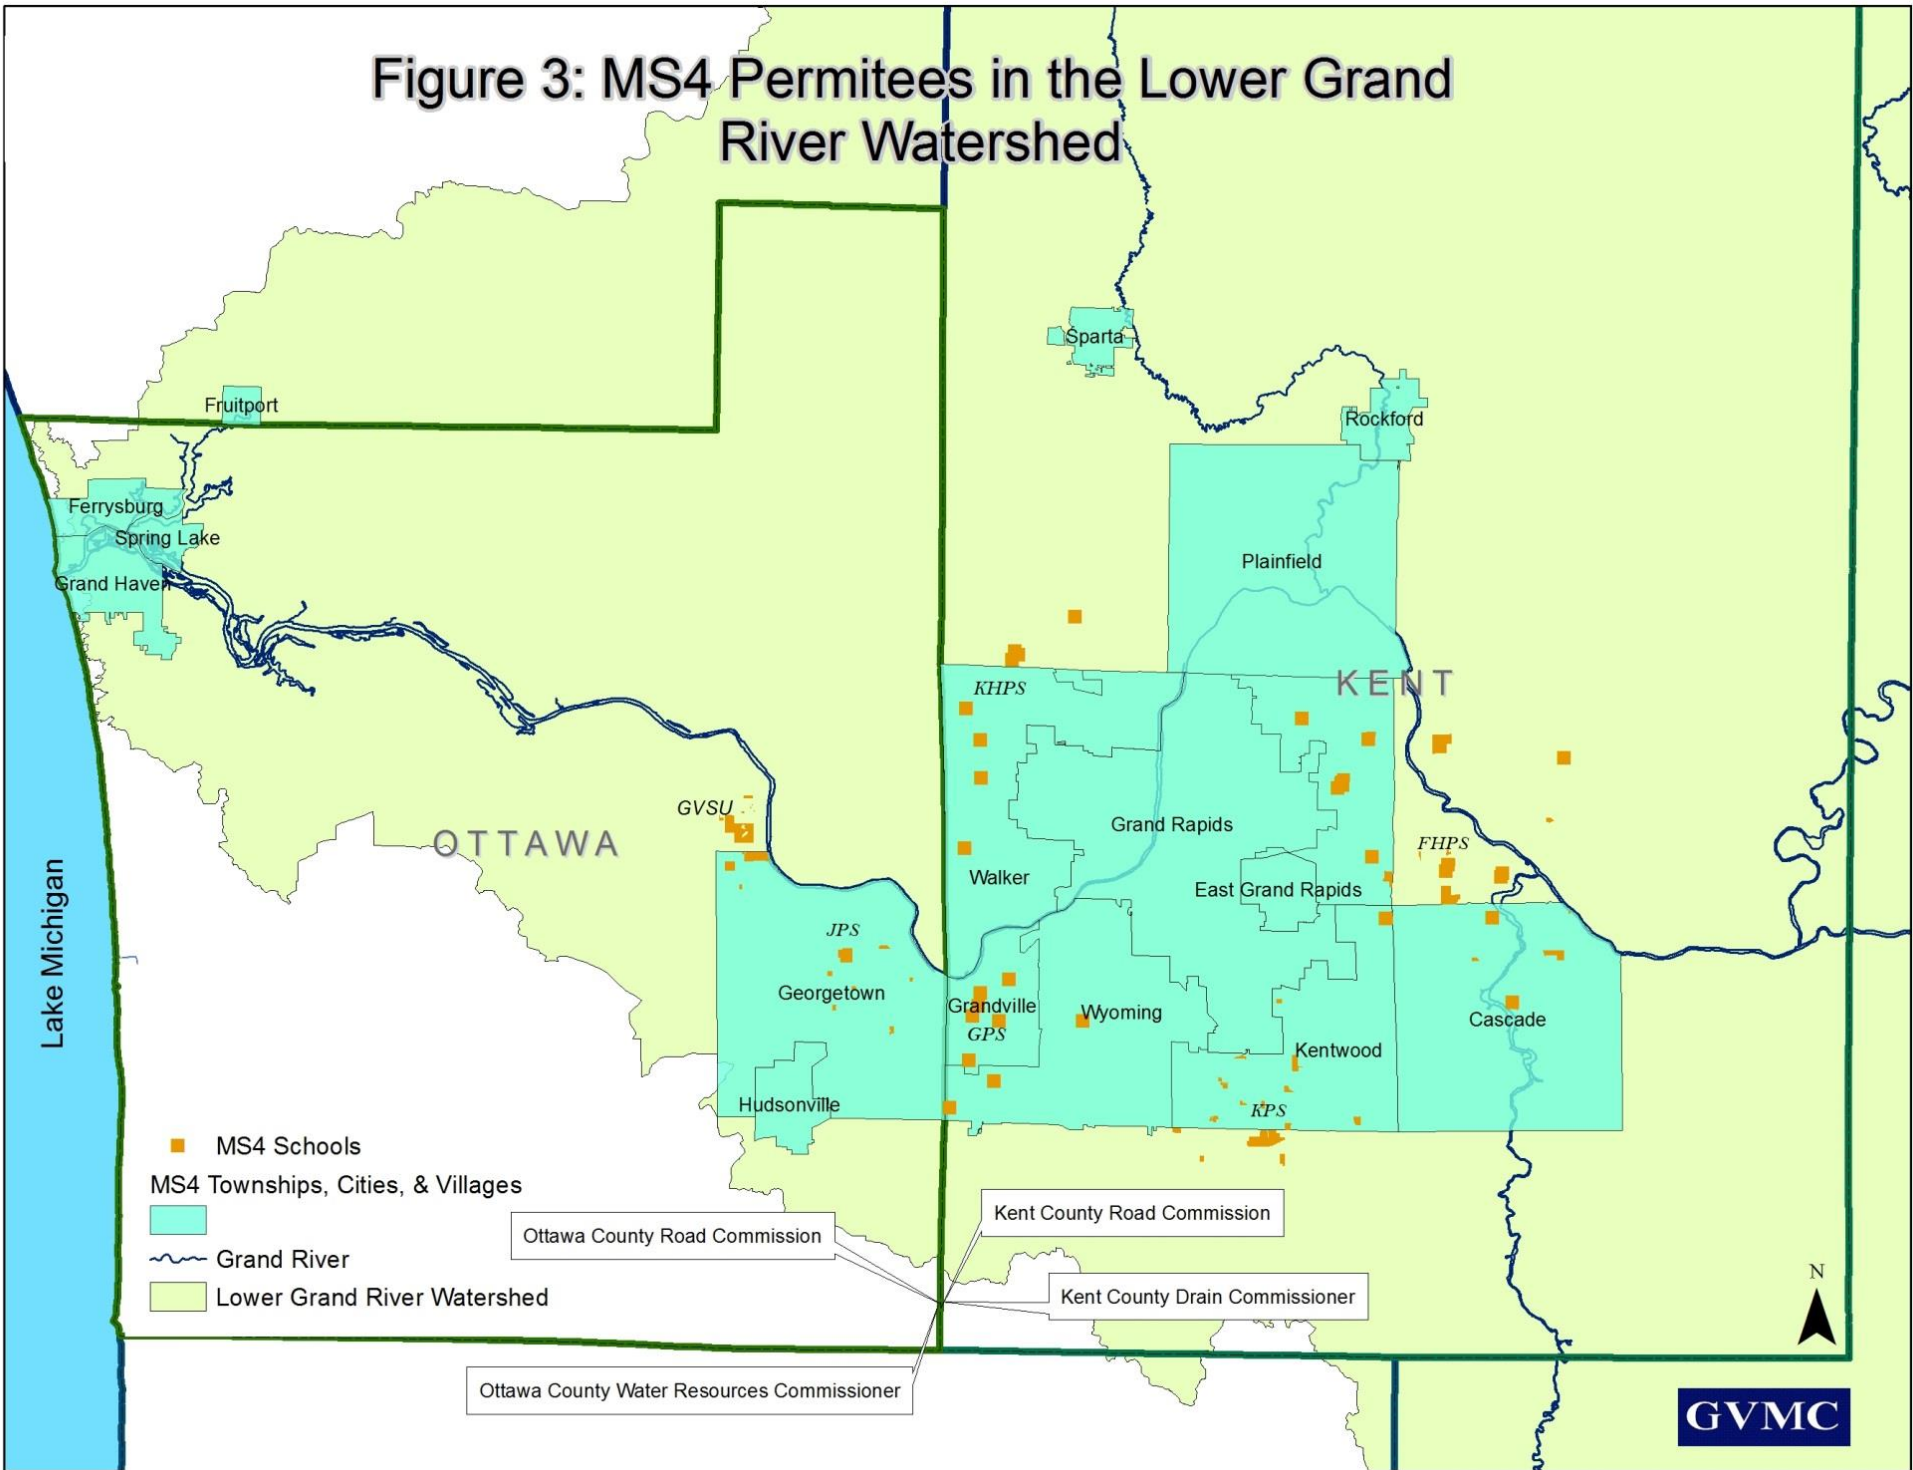 Figure 3: MS4 Permitees in the Lower Grand
River Watershed
Sparta
Fruitport
Rockford
Ferrysburg
Spring Lake
Grand Haven
Plainfield
KENT
KHPS
GVSU
OTTAWA
Grand Rapids
FHPS
Walker
East Grand Rapids
JPS
Lake Michigan
Georgetown
Grandville
GPS
Wyoming
Cascade
Kentwood
Hudsonville
KPS
MS4 Schools
MS4 Townships, Cities, & Villages
Grand River
Lower Grand River Watershed
Ottawa County Road Commission
Kent County Road Commission
Kent County Drain Commissioner
Ottawa County Water Resources Commissioner
N
GVMC